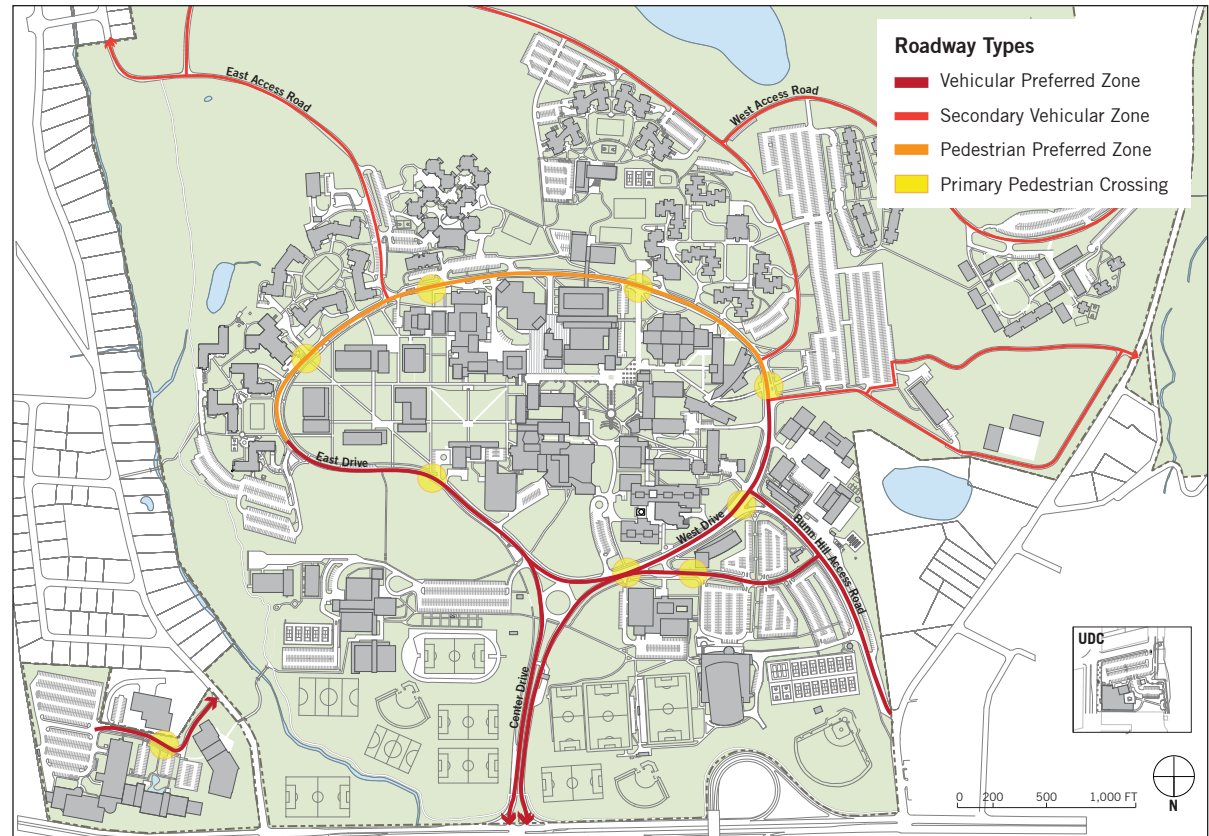 Roadway Types
Vehicular Preferred Zone
Secondary Vehicular Zone
Pedestrian Preferred Zone
Primary Pedestrian Crossing
East Access Road
West Access Road
East Drive
West Drive
Bunn Hill Access Road
Center Drive
UDC
0 200 500 1,000 FT
N